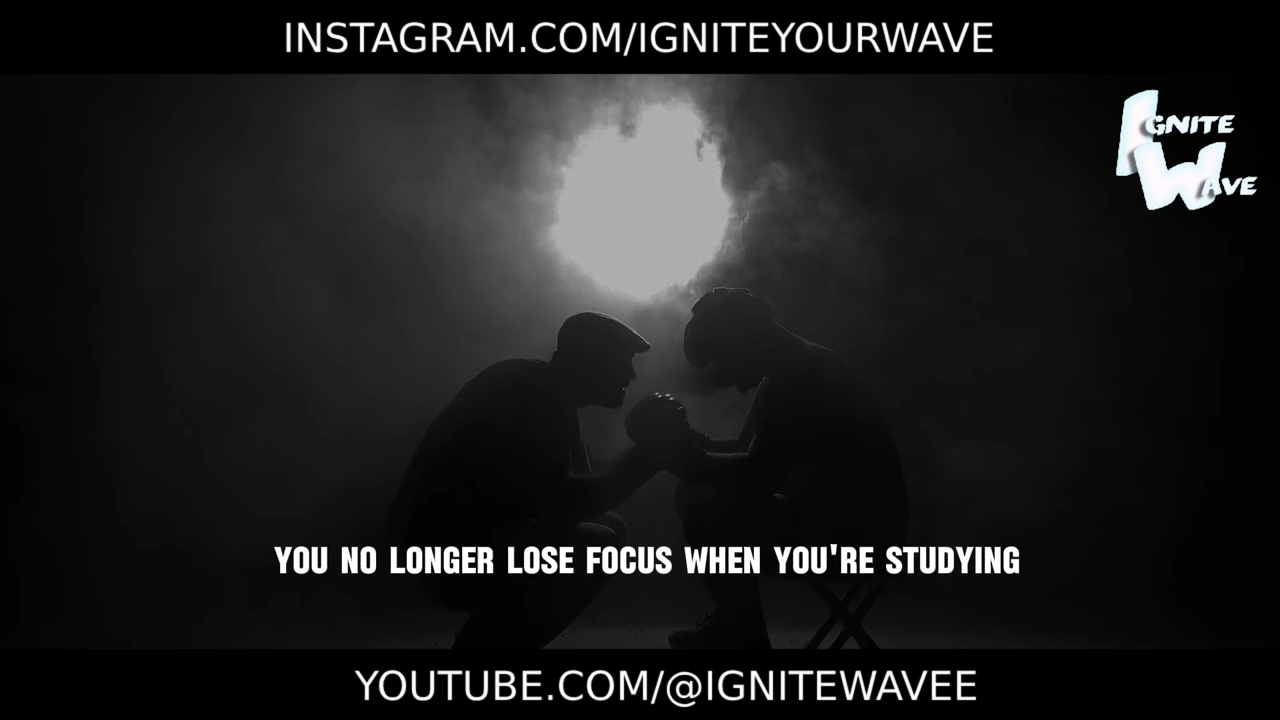 INSTAGRAM.COM/IGNITEYOURWAVE
IGNITE
WAVE
YOU NO LONGER LOSE FOCUS WHEN YOU'RE STUDYING
YOUTUBE.COM/@IGNITEWAVEE